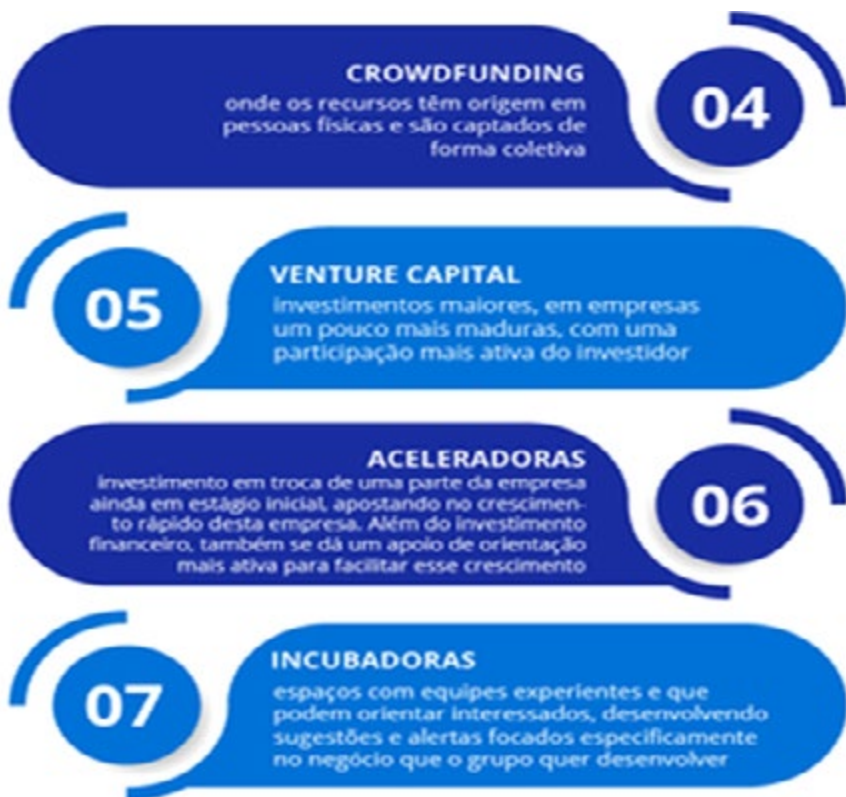 CROWDFUNDING
onde os recursos têm origem em
pessoas físicas e são captados de
forma coletiva
04
05
VENTURE CAPITAL
investimentos maiores, em empresas
um pouco mais maduras, com uma
participação mais ativa do investidor
ACELERADORAS
investimento em troca de uma parte da empresa
ainda em estágio inicial, apostando no crescimen-
to rápido desta empresa. Além do investimento
financeiro, também se dá um apoio de orientação
mais ativa para facilitar esse crescimento
06
07
INCUBADORAS
espaços com equipes experientes e que
podem orientar interessados, desenvolvendo
sugestões e alertas focados especificamente
no negócio que o grupo quer desenvolver